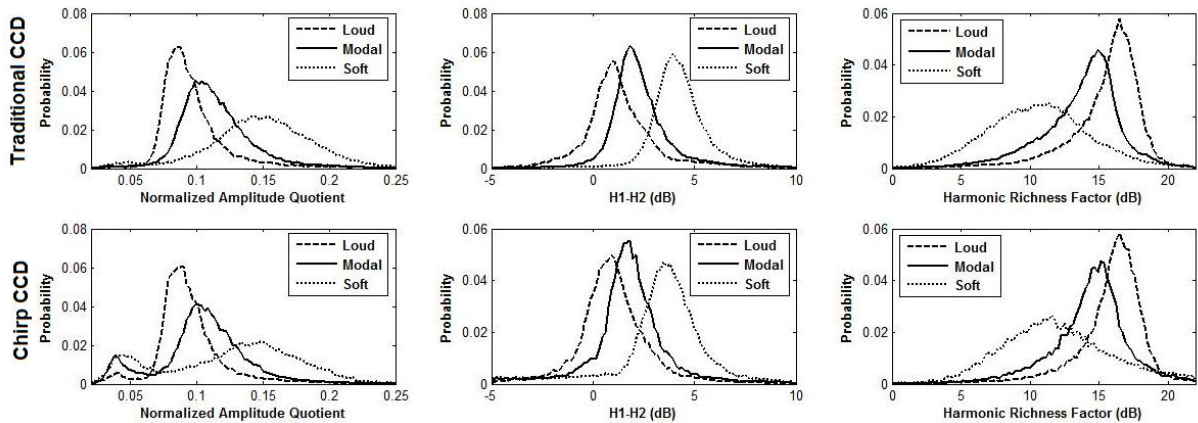 Traditional CCD
Probability
0.08
0.06
0.04
0.02
0
0.05
0.1
0.15
0.2
0.25
Normalized Amplitude Quotient
Loud
Modal
Soft
Probability
0.08
0.06
0.04
0.02
0
-5
0
5
10
H1-H2 (dB)
Loud
Modal
Soft
Probability
0.06
0.04
0.02
0
0
5
10
15
20
Harmonic Richness Factor (dB)
Loud
Modal
Soft
Chirp CCD
Probability
0.08
0.06
0.04
0.02
0
0.05
0.1
0.15
0.2
0.25
Normalized Amplitude Quotient
Loud
Modal
Soft
Probability
0.06
0.04
0.02
0
-5
0
5
10
H1-H2 (dB)
Loud
Modal
Soft
Probability
0.06
0.04
0.02
0
0
5
10
15
20
Harmonic Richness Factor (dB)
Loud
Modal
Soft